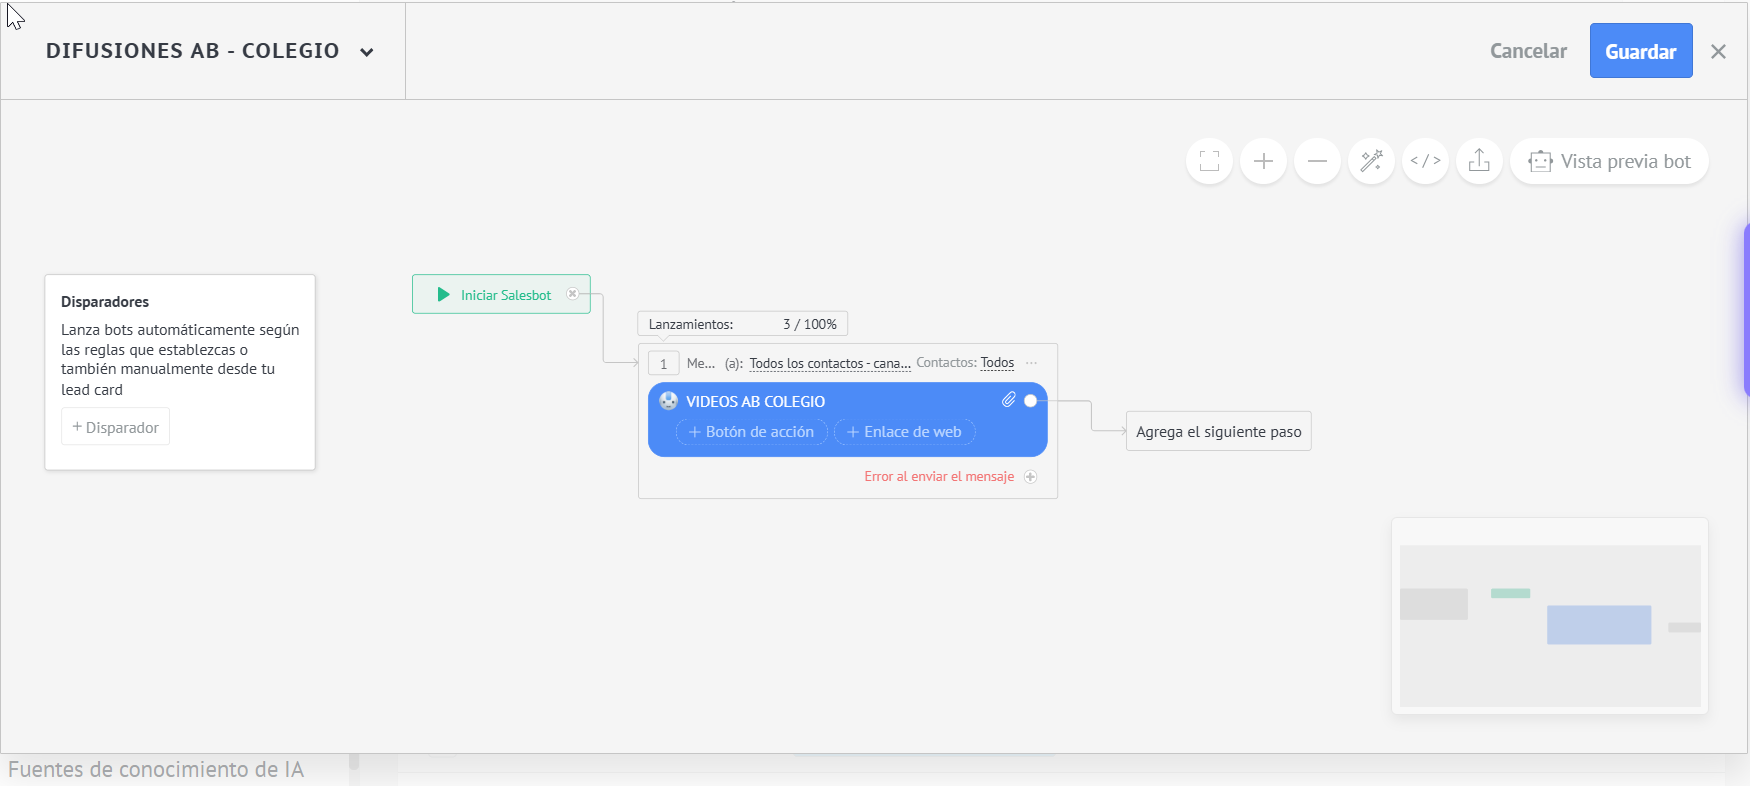 DIFUSIONES AB - COLEGIO
Cancelar
Guardar
</>
Vista previa bot
Disparadores
Lanza bots automáticamente según
las reglas que establezcas o
también manualmente desde tu
lead card
+ Disparador
Iniciar Salesbot
Lanzamientos: 3 / 100%
1 Me... (a): Todos los contactos - cana... Contactos: Todos ...
VIDEOS AB COLEGIO
+ Botón de acción
+ Enlace de web
Error al enviar el mensaje
Agrega el siguiente paso
Fuentes de conocimiento de IA